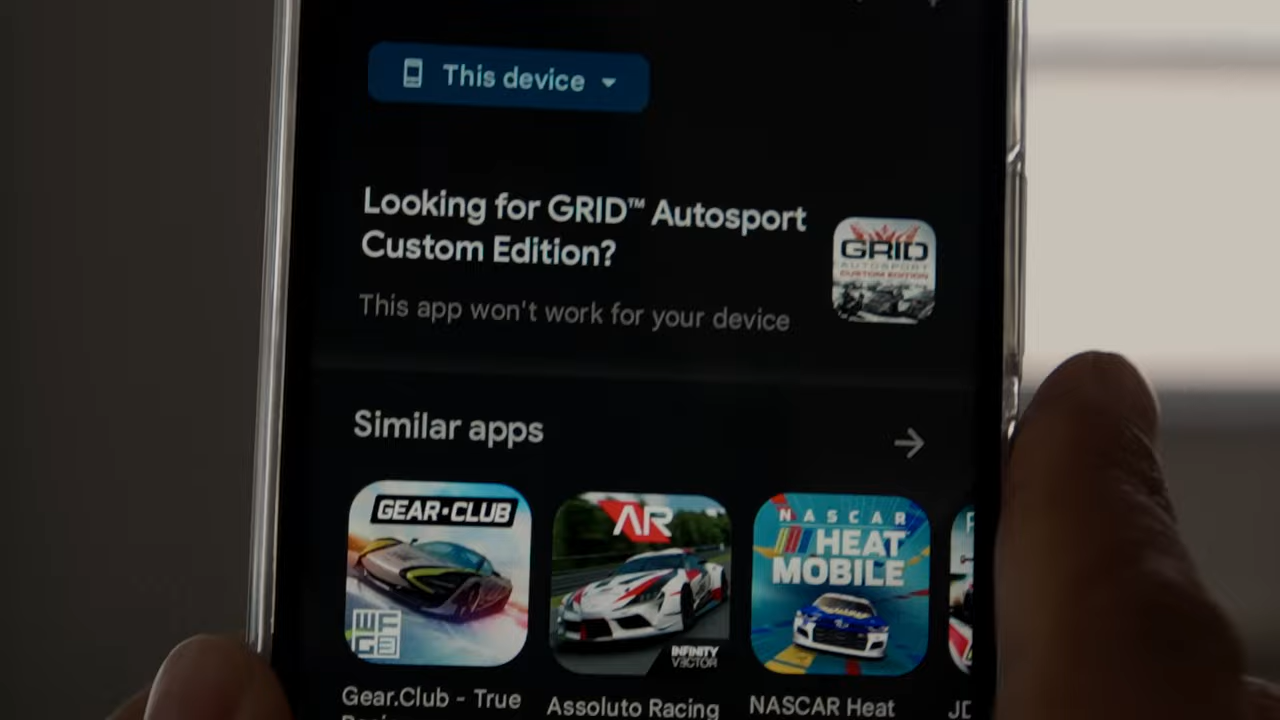 This device
Looking for GRID™ Autosport
Custom Edition?
GRID
AUTOSPORT
CUSTOM EDITION
This app won't work for your device
Similar apps
GEAR·CLUB
AR
INFINITY
VECTOR
NASCAR
HEAT
MOBILE
Gear.Club - True
Assoluto Racing
NASCAR Heat